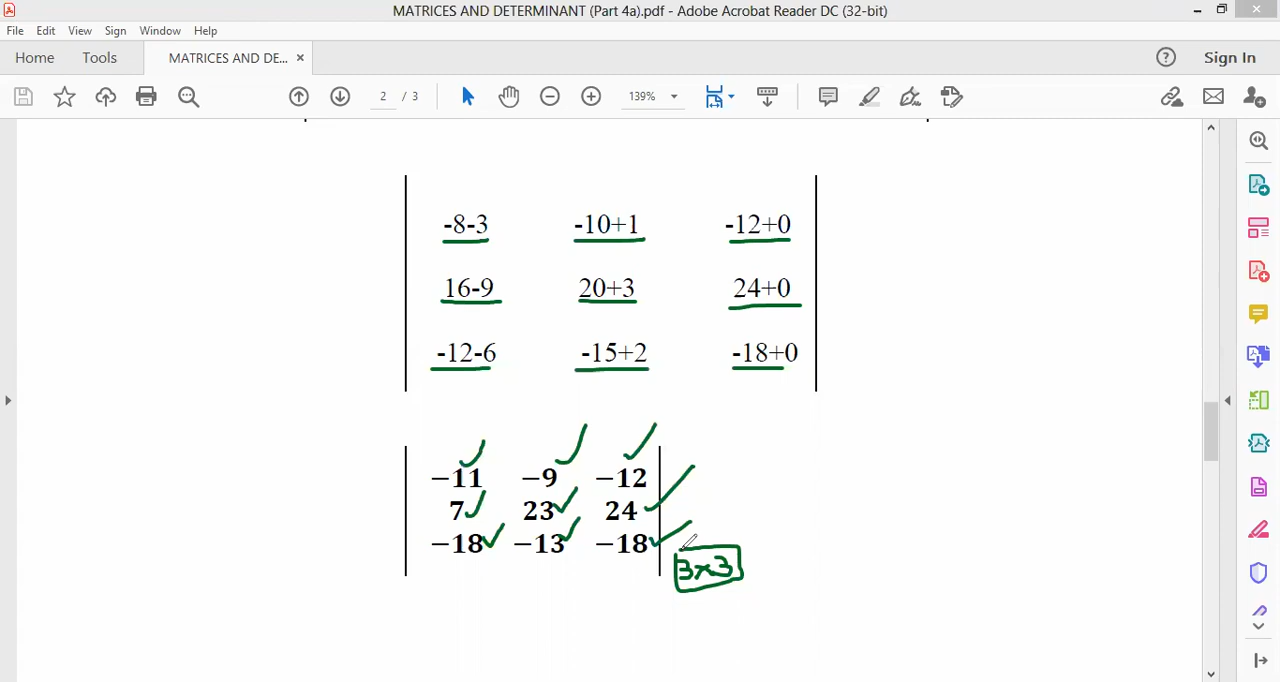 MATRICES AND DETERMINANT (Part 4a).pdf - Adobe Acrobat Reader DC (32-bit)
File Edit View Sign Window Help
Home Tools MATRICES AND DE... × Sign In
2 / 3 139%
-8-3 -10+1 -12+0
16-9 20+3 24+0
-12-6 -15+2 -18+0
−11 −9 −12
7 23 24
−18 −13 −18
3×3